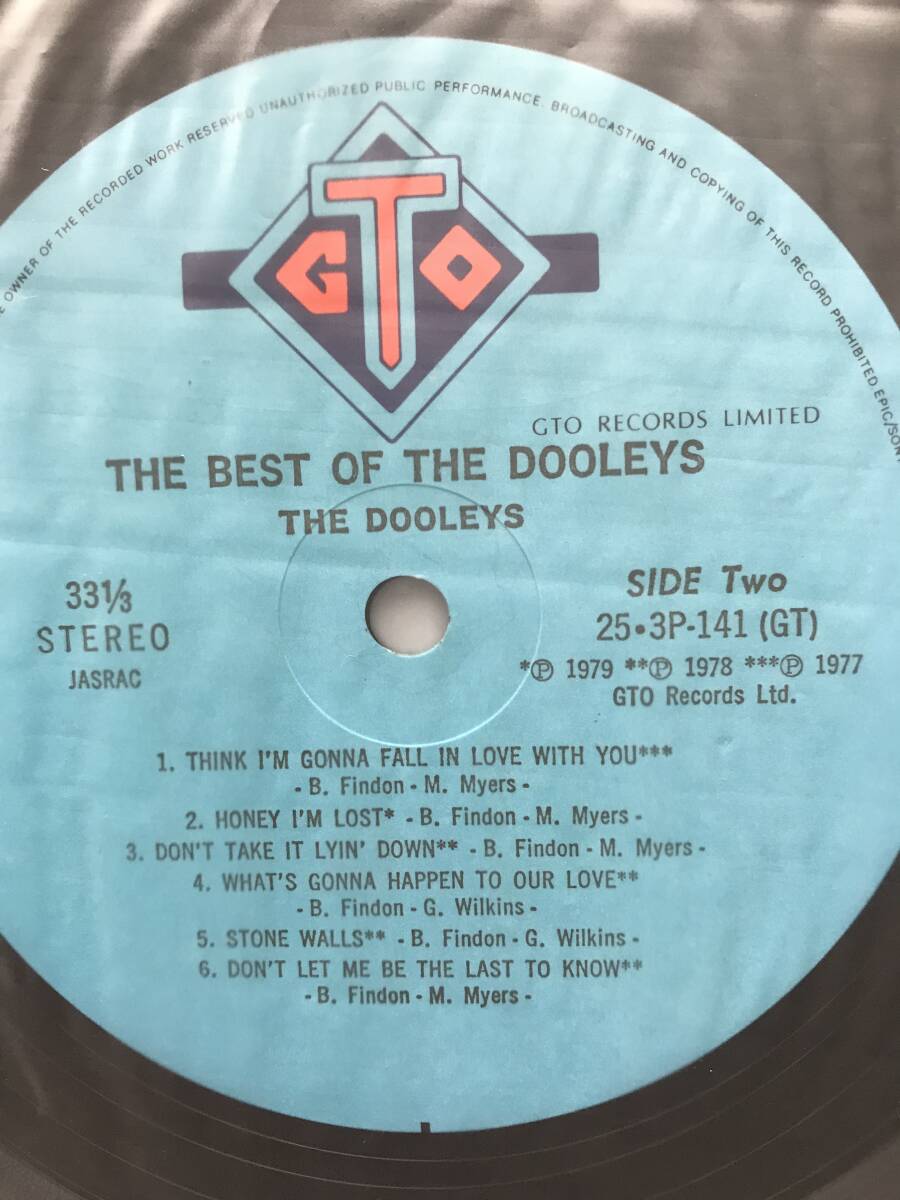 OWNER OF THE RECORDED WORK RESERVED UNAUTHORIZED PUBLIC PERFORMANCE. BROADCASTING AND COPYING OF THIS RECORD PROHIBITED EPIC/SONY
GTO
GTO RECORDS LIMITED
THE BEST OF THE DOOLEYS
THE DOOLEYS
33 1/3
STEREO
JASRAC
SIDE Two
25•3P-141 (GT)
*Ⓟ 1979 **Ⓟ 1978 ***Ⓟ 1977
GTO Records Ltd.
1. THINK I'M GONNA FALL IN LOVE WITH YOU***
- B. Findon - M. Myers -
2. HONEY I'M LOST* - B. Findon - M. Myers -
3. DON'T TAKE IT LYIN' DOWN** - B. Findon - M. Myers -
4. WHAT'S GONNA HAPPEN TO OUR LOVE**
- B. Findon - G. Wilkins -
5. STONE WALLS** - B. Findon - G. Wilkins -
6. DON'T LET ME BE THE LAST TO KNOW**
- B. Findon - M. Myers -